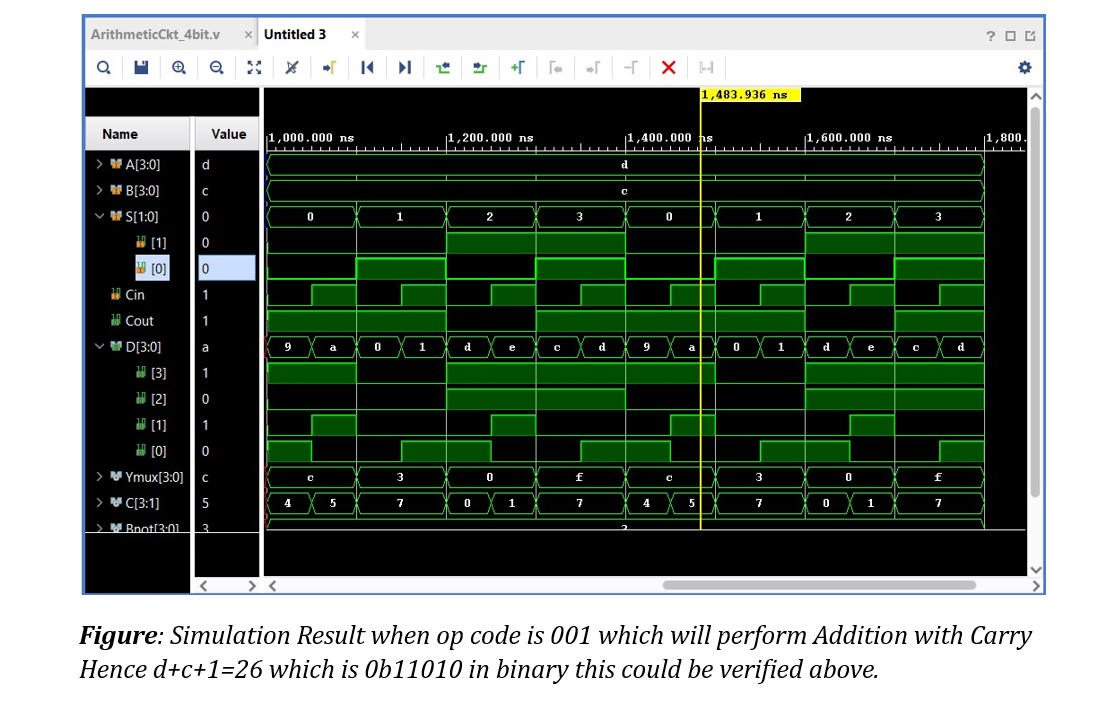 ArithmeticCkt_4bit.v × Untitled 3 × ?
1,483.936 ns
Name Value 1,000.000 ns 1,200.000 ns 1,400.000 ns 1,600.000 ns 1,800.
A[3:0] d d
B[3:0] c c
S[1:0] 0 0 1 2 3 0 1 2 3
[1] 0
[0] 0
Cin 1
Cout 1
D[3:0] a 9 a 0 1 d e c d 9 a 0 1 d e c d
[3] 1
[2] 0
[1] 1
[0] 0
Ymux[3:0] c c 3 0 f c 3 0 f
C[3:1] 5 4 5 7 0 1 7 4 5 7 0 1 7
Bnot[3:0] 3 3
Figure: Simulation Result when op code is 001 which will perform Addition with Carry
Hence d+c+1=26 which is 0b11010 in binary this could be verified above.